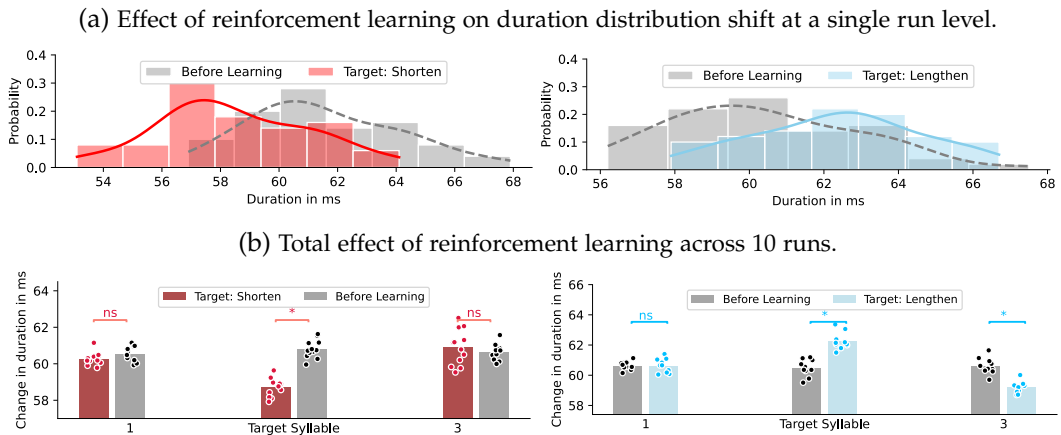 (a) Effect of reinforcement learning on duration distribution shift at a single run level.
Probability
0.4
0.3
0.2
0.1
0.0
Before Learning
Target: Shorten
54 56 58 60 62 64 66 68
Duration in ms
Probability
0.4
0.3
0.2
0.1
0.0
Before Learning
Target: Lengthen
56 58 60 62 64 66 68
Duration in ms
(b) Total effect of reinforcement learning across 10 runs.
Change in duration in ms
64
62
60
58
Target: Shorten
Before Learning
ns * ns
1 Target Syllable 3
Change in duration in ms
66
64
62
60
58
Before Learning
Target: Lengthen
ns * *
1 Target Syllable 3